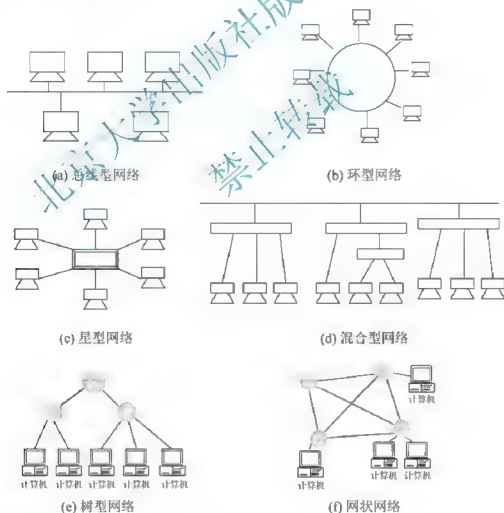 北京大学出版社版
禁止转载
(a) 总线型网络
(b) 环型网络
(c) 星型网络
(d) 混合型网络
计算机
计算机 计算机 计算机 计算机 计算机
计算机
计算机 计算机
(e) 树型网络
(f) 网状网络